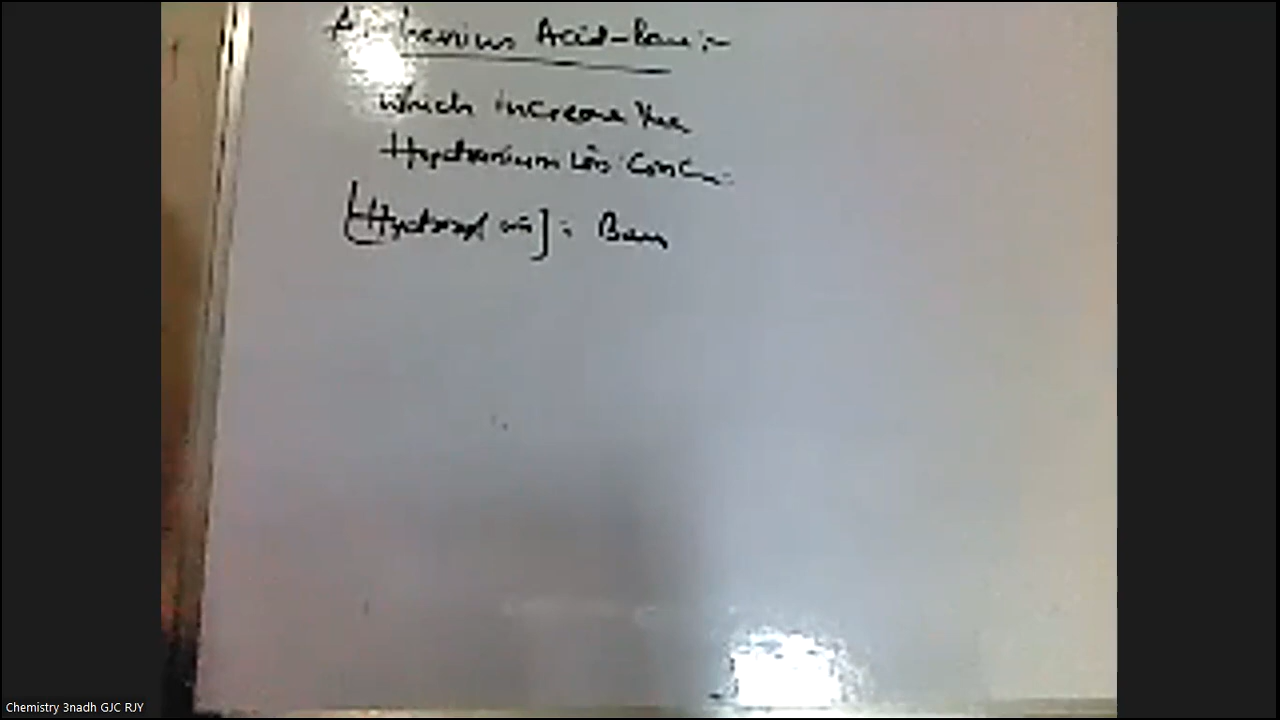 Arrhenius Acid-Base :-
which increase the
Hydronium ion conc.
[Hydroxyl ion] : Base
Chemistry 3nadh GJC RJY